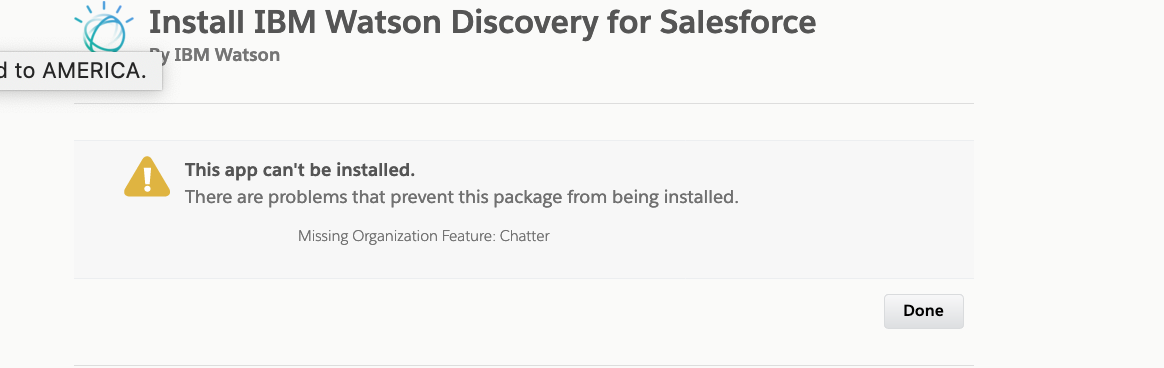 Install IBM Watson Discovery for Salesforce
By IBM Watson
d to AMERICA.
This app can't be installed.
There are problems that prevent this package from being installed.
Missing Organization Feature: Chatter
Done